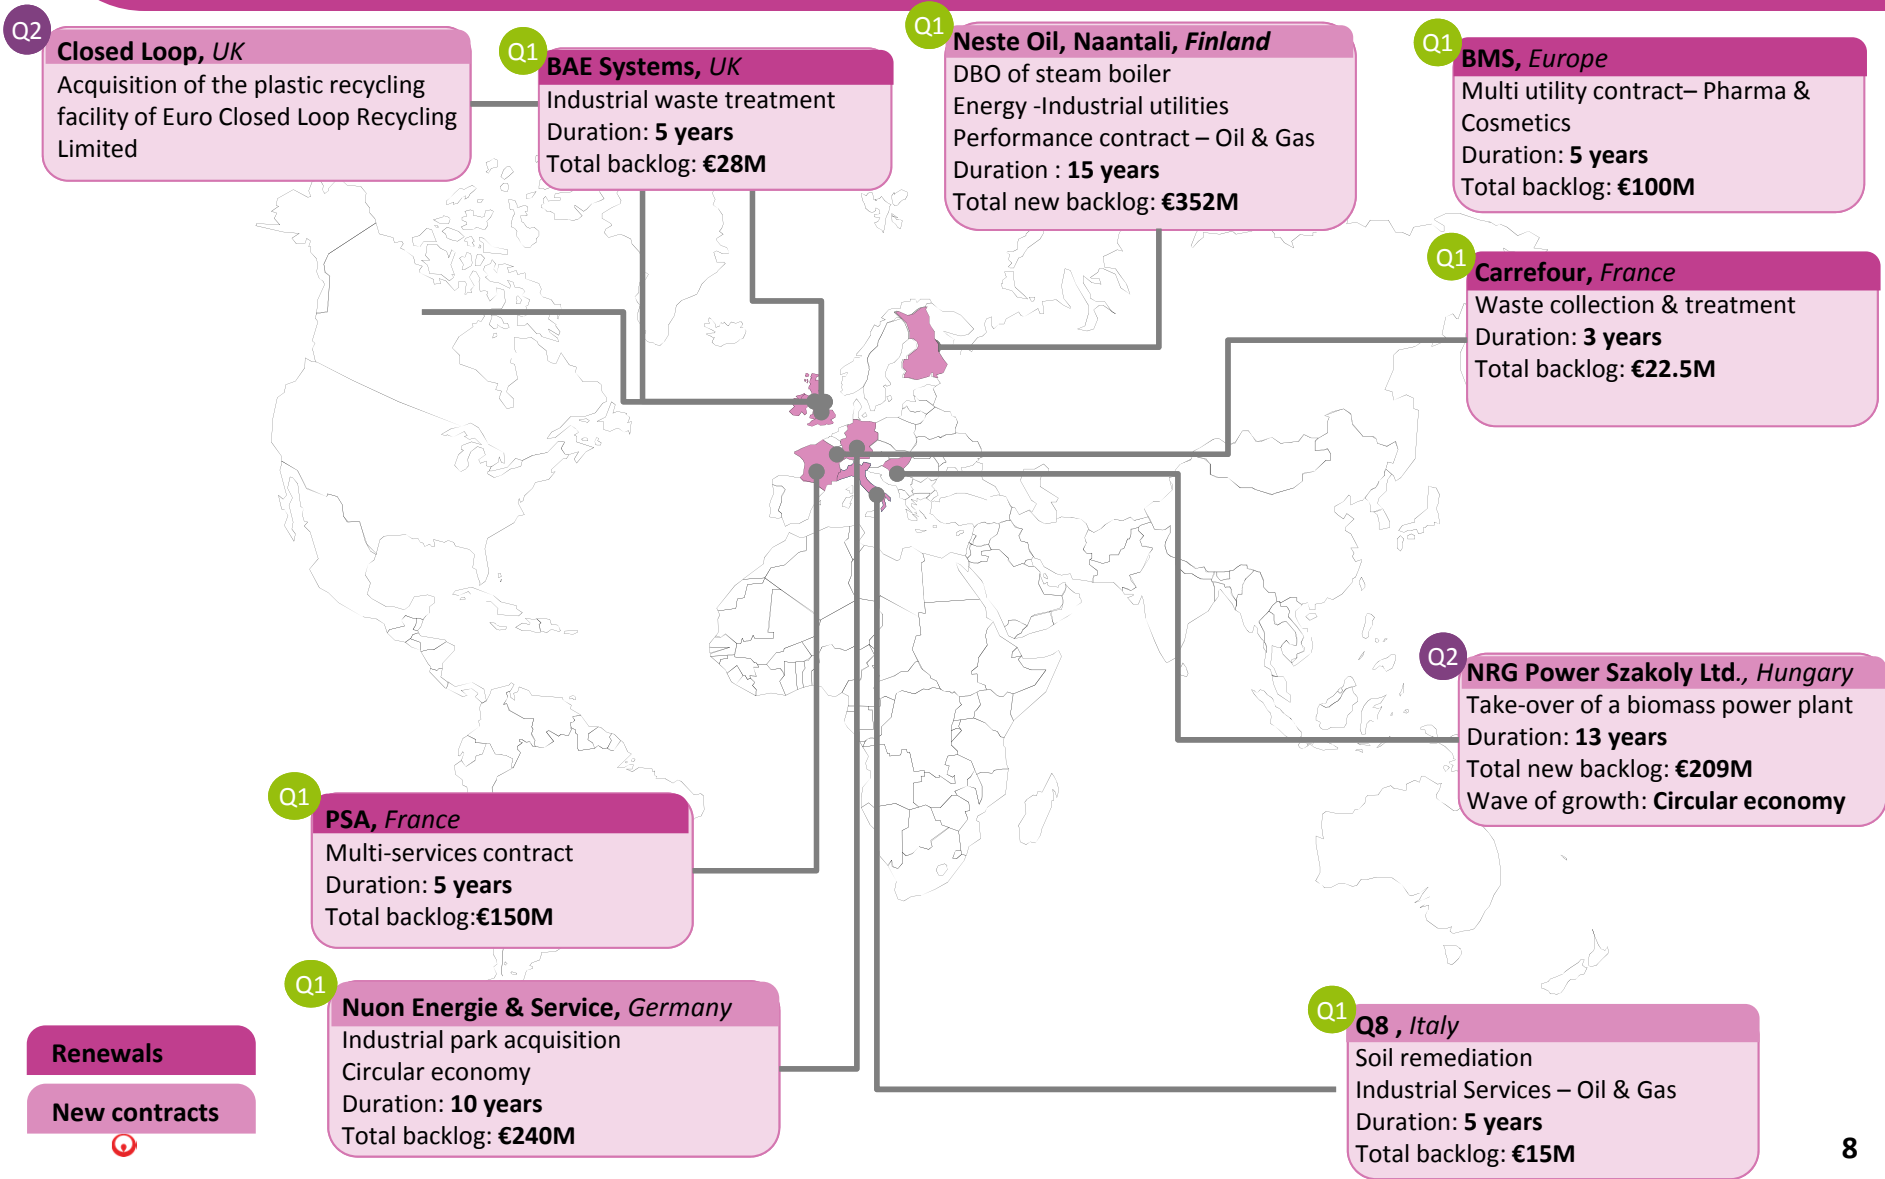 Q2
Closed Loop, UK
Acquisition of the plastic recycling
facility of Euro Closed Loop Recycling
Limited
Q1
BAE Systems, UK
Industrial waste treatment
Duration: 5 years
Total backlog: €28M
Q1
Neste Oil, Naantali, Finland
DBO of steam boiler
Energy -Industrial utilities
Performance contract – Oil & Gas
Duration : 15 years
Total new backlog: €352M
Q1
BMS, Europe
Multi utility contract– Pharma &
Cosmetics
Duration: 5 years
Total backlog: €100M
Q1
Carrefour, France
Waste collection & treatment
Duration: 3 years
Total backlog: €22.5M
Q2
NRG Power Szakoly Ltd., Hungary
Take-over of a biomass power plant
Duration: 13 years
Total new backlog: €209M
Wave of growth: Circular economy
Q1
PSA, France
Multi-services contract
Duration: 5 years
Total backlog:€150M
Q1
Nuon Energie & Service, Germany
Industrial park acquisition
Circular economy
Duration: 10 years
Total backlog: €240M
Q1
Q8 , Italy
Soil remediation
Industrial Services – Oil & Gas
Duration: 5 years
Total backlog: €15M
Renewals
New contracts
8